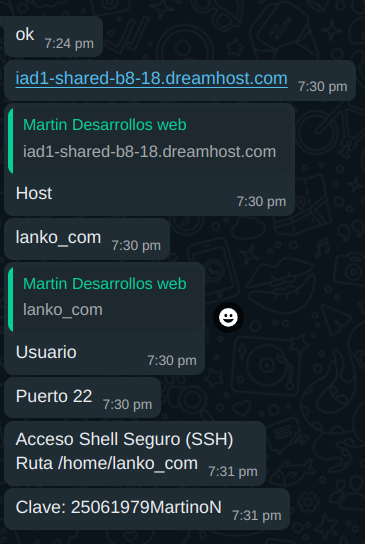 ok 7:24 pm
iad1-shared-b8-18.dreamhost.com 7:30 pm
Martin Desarrollos web
iad1-shared-b8-18.dreamhost.com
Host 7:30 pm
lanko_com 7:30 pm
Martin Desarrollos web
lanko_com
Usuario 7:30 pm
Puerto 22 7:30 pm
Acceso Shell Seguro (SSH)
Ruta /home/lanko_com 7:31 pm
Clave: 25061979MartinoN 7:31 pm